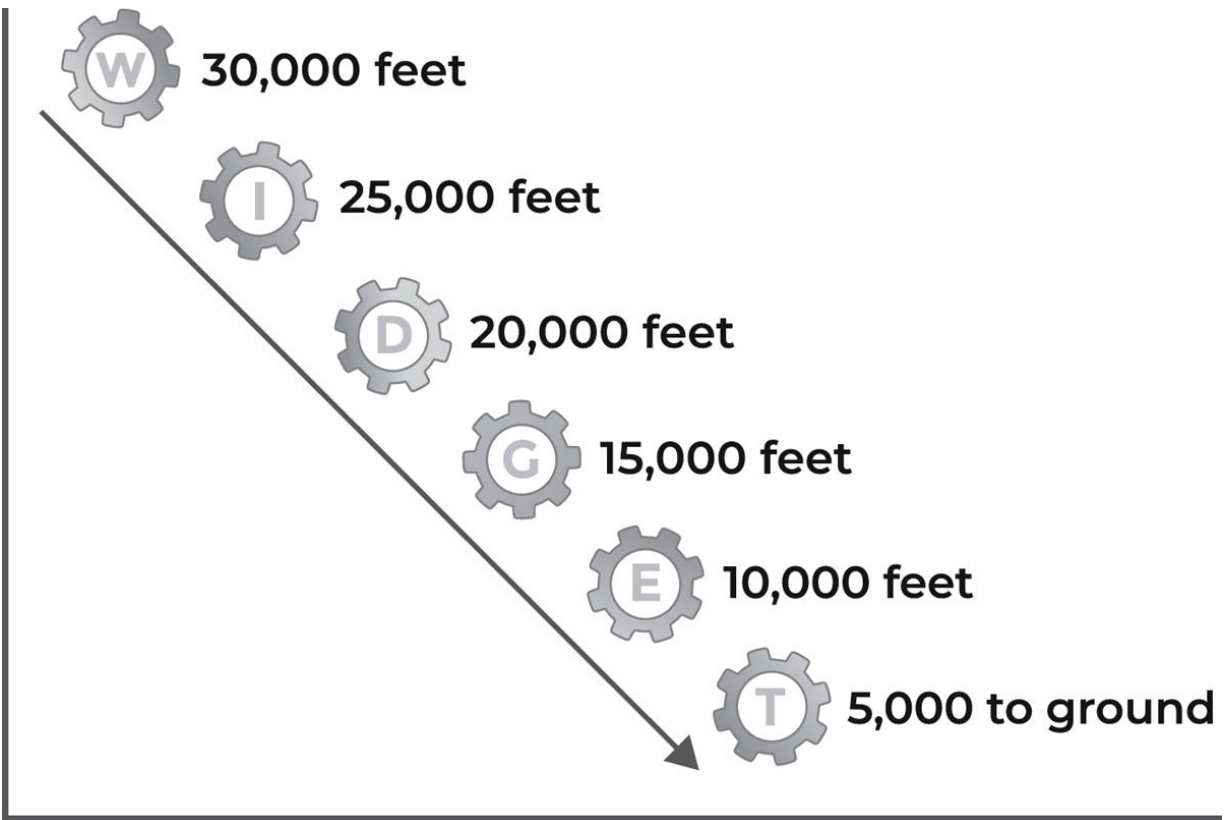 W 30,000 feet
I 25,000 feet
D 20,000 feet
G 15,000 feet
E 10,000 feet
T 5,000 to ground